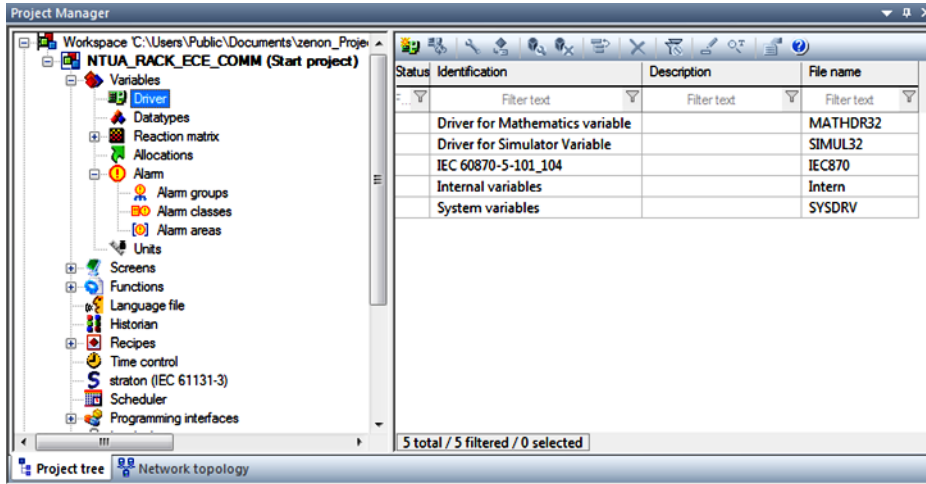 Project Manager
Workspace 'C:\Users\Public\Documents\zenon_Proje
NTUA_RACK_ECE_COMM (Start project)
Variables
Driver
Datatypes
Reaction matrix
Allocations
Alarm
Alarm groups
Alarm classes
Alarm areas
Units
Screens
Functions
Language file
Historian
Recipes
Time control
straton (IEC 61131-3)
Scheduler
Programming interfaces
Status Identification Description File name
F... Filter text Filter text Filter text
Driver for Mathematics variable MATHDR32
Driver for Simulator Variable SIMUL32
IEC 60870-5-101_104 IEC870
Internal variables Intern
System variables SYSDRV
5 total / 5 filtered / 0 selected
Project tree Network topology